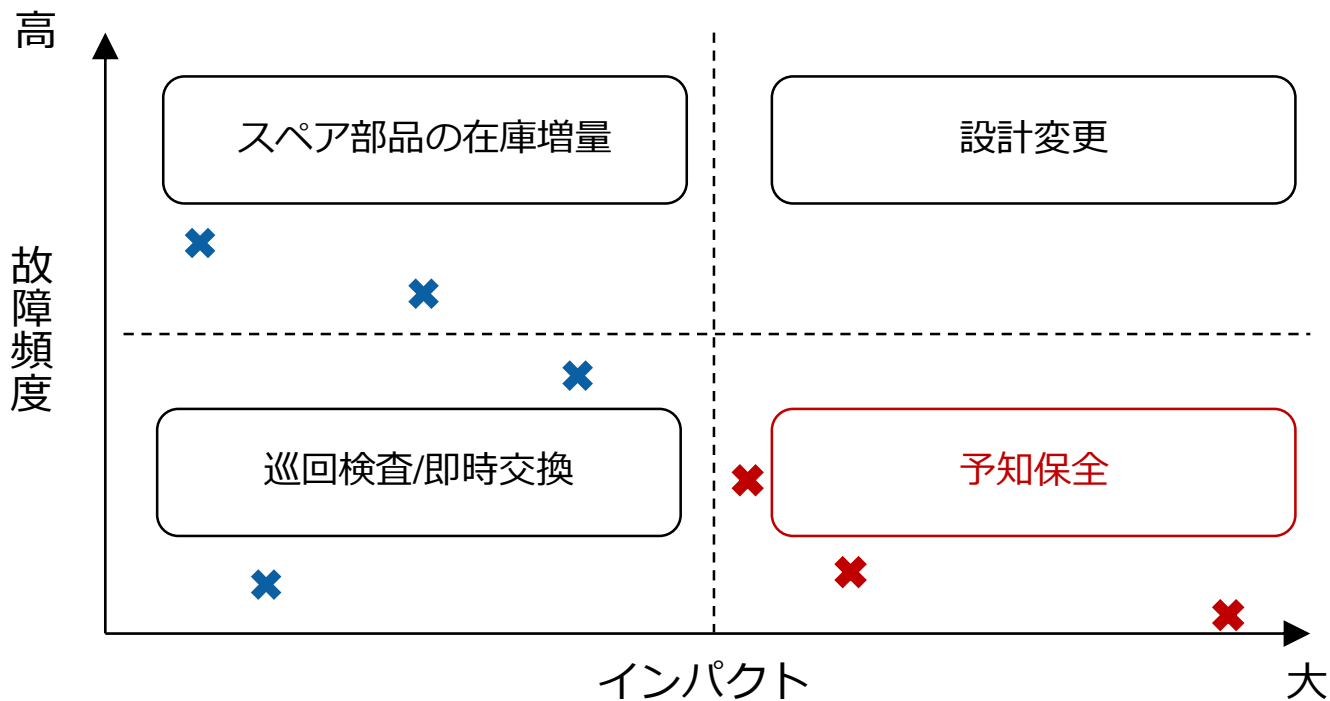 高
スペア部品の在庫増量
設計変更
故障頻度
巡回検査/即時交換
予知保全
インパクト
大